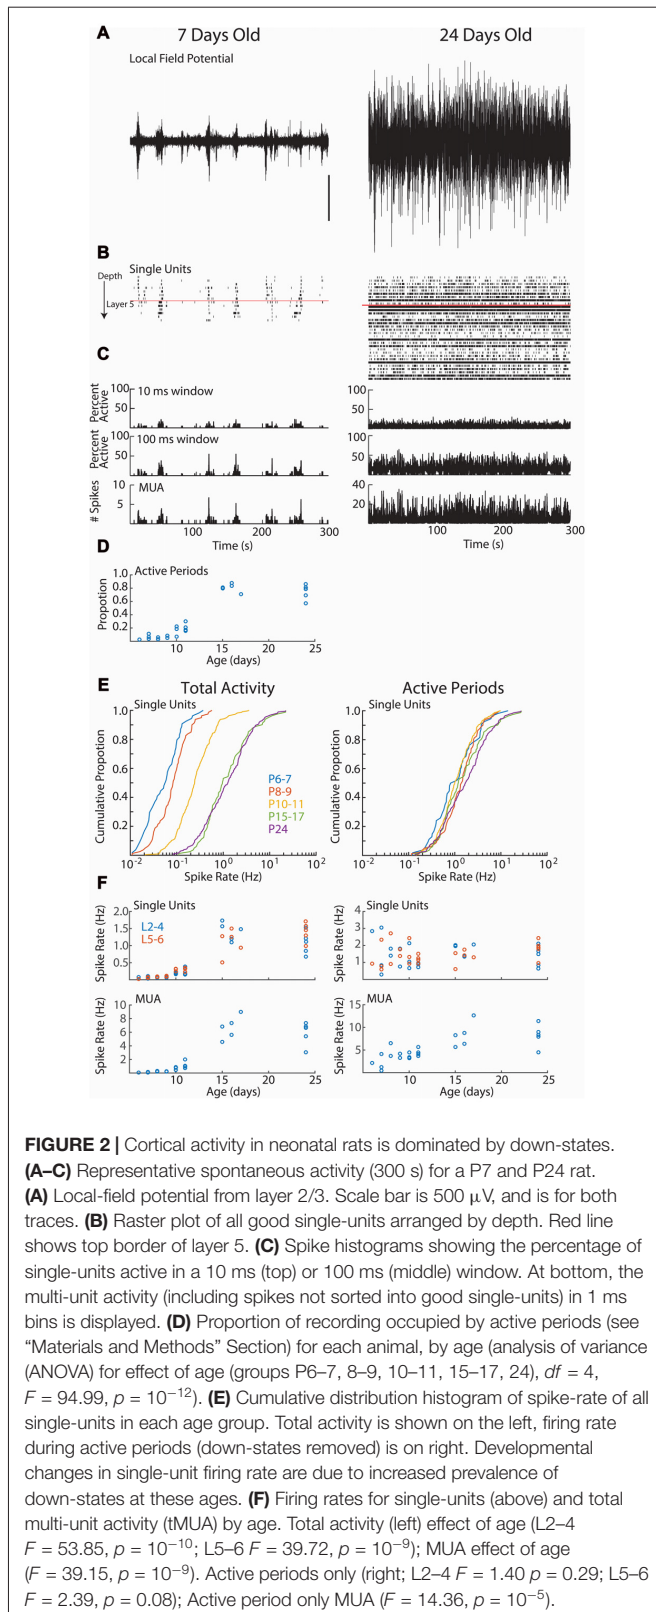 A
7 Days Old
24 Days Old
Local Field Potential
B
Single Units
Depth
Layer 5
C
100
50
Percent
Active
10 ms window
100
50
100
50
Percent
Active
100 ms window
100
50
10
5
# Spikes
MUA
40
20
100 200 300
Time (s)
100 200 300
Time (s)
D
Active Periods
1.0
0.8
0.6
0.4
0.2
Propotion
10 15 20 25
Age (days)
E
Total Activity
Active Periods
Single Units
Single Units
1.0
0.8
0.6
0.4
0.2
Cumulative Propotion
P6-7
P8-9
P10-11
P15-17
P24
10-2 10-1 100 101 102
Spike Rate (Hz)
1.0
0.8
0.6
0.4
0.2
Cumulative Propotion
10-2 10-1 100 101 102
Spike Rate (Hz)
F
Single Units
L2-4
L5-6
2.0
1.5
1.0
0.5
Spike Rate (Hz)
10 15 20 25
Single Units
4
3
2
1
Spike Rate (Hz)
10 15 20 25
MUA
10
8
6
4
2
0
Spike Rate (Hz)
10 15 20 25
Age (days)
MUA
15
10
5
Spike Rate (Hz)
10 15 20 25
Age (days)
FIGURE 2 | Cortical activity in neonatal rats is dominated by down-states.
(A–C) Representative spontaneous activity (300 s) for a P7 and P24 rat.
(A) Local-field potential from layer 2/3. Scale bar is 500 μV, and is for both
traces. (B) Raster plot of all good single-units arranged by depth. Red line
shows top border of layer 5. (C) Spike histograms showing the percentage of
single-units active in a 10 ms (top) or 100 ms (middle) window. At bottom, the
multi-unit activity (including spikes not sorted into good single-units) in 1 ms
bins is displayed. (D) Proportion of recording occupied by active periods (see
“Materials and Methods” Section) for each animal, by age (analysis of variance
(ANOVA) for effect of age (groups P6–7, 8–9, 10–11, 15–17, 24), df = 4,
F = 94.99, p = 10−12). (E) Cumulative distribution histogram of spike-rate of all
single-units in each age group. Total activity is shown on the left, firing rate
during active periods (down-states removed) is on right. Developmental
changes in single-unit firing rate are due to increased prevalence of
down-states at these ages. (F) Firing rates for single-units (above) and total
multi-unit activity (tMUA) by age. Total activity (left) effect of age (L2–4
F = 53.85, p = 10−10; L5–6 F = 39.72, p = 10−9); MUA effect of age
(F = 39.15, p = 10−9). Active periods only (right; L2–4 F = 1.40 p = 0.29; L5–6
F = 2.39, p = 0.08); Active period only MUA (F = 14.36, p = 10−5).